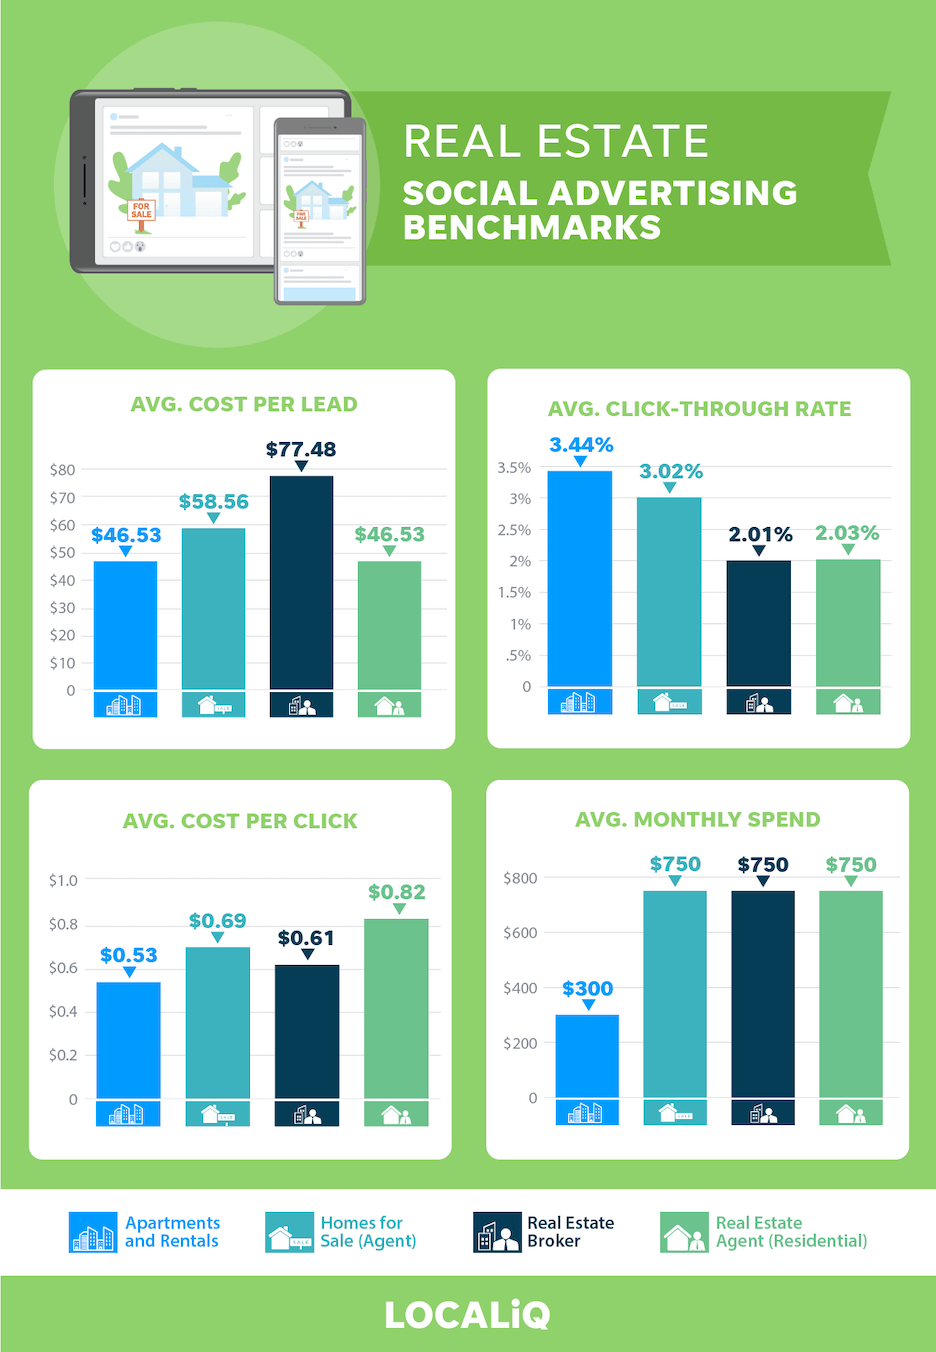 REAL ESTATE
SOCIAL ADVERTISING
BENCHMARKS
FOR
SALE
FOR
SALE
AVG. COST PER LEAD
$80
$70
$60
$50
$40
$30
$20
$10
0
$46.53
$58.56
$77.48
$46.53
SALE
AVG. CLICK-THROUGH RATE
3.5%
3%
2.5%
2%
1.5%
1%
.5%
0
3.44%
3.02%
2.01%
2.03%
SALE
AVG. COST PER CLICK
$1.0
$0.8
$0.6
$0.4
$0.2
0
$0.53
$0.69
$0.61
$0.82
SALE
AVG. MONTHLY SPEND
$800
$600
$400
$200
0
$300
$750
$750
$750
SALE
Apartments
and Rentals
SALE
Homes for
Sale (Agent)
Real Estate
Broker
Real Estate
Agent (Residential)
LOCALiQ